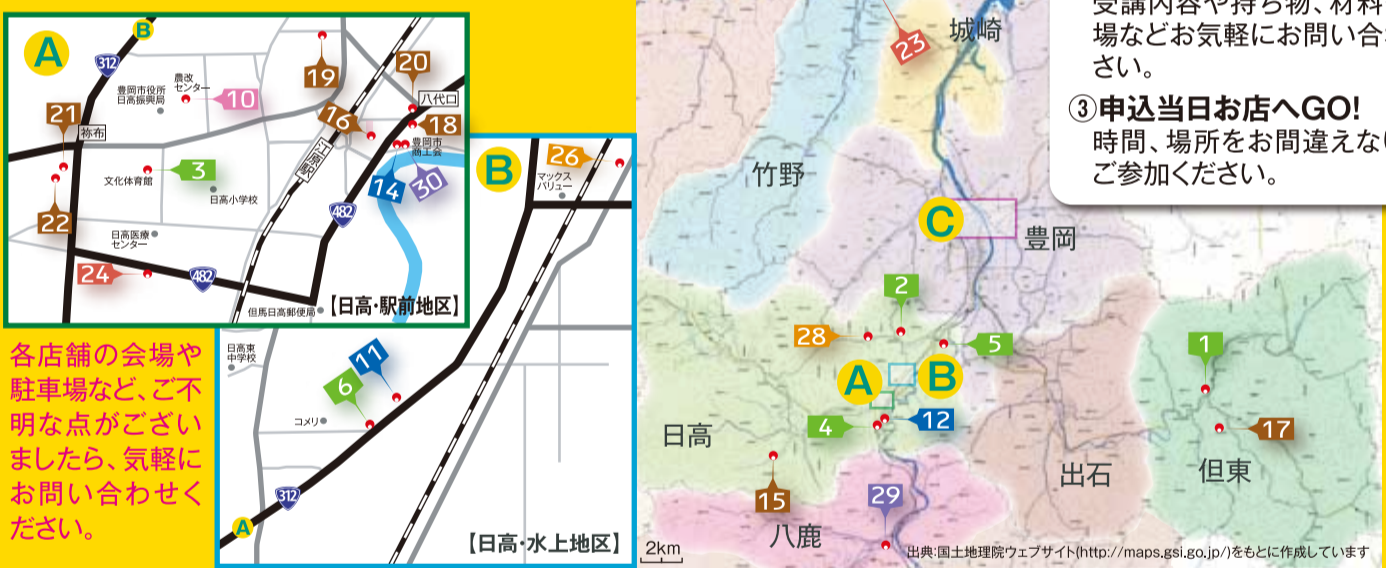 A
B
312
農改
センター
豊岡市役所
日高振興局
10
19
20
八代口
21
祢布
16
18
豊岡市
商工会
江原駅
3
文化体育館
日高小学校
14
30
22
日高医療
センター
482
24
482
但馬日高郵便局
【日高・駅前地区】
B
26
マックス
バリュー
日高東
中学校
11
6
コメリ
312
A
【日高・水上地区】
各店舗の会場や
駐車場など、ご不
明な点がござい
ましたら、気軽に
お問い合わせく
ださい。
23
城崎
竹野
C
豊岡
2
28
5
1
A
B
4
12
17
日高
出石
但東
15
29
八鹿
2km
出典:国土地理院ウェブサイト(http://maps.gsi.go.jp/)をもとに作成しています
受講内容や持ち物、材料
場などお気軽にお問い合わ
さい。
③申込当日お店へGO!
時間、場所をお間違えない
ご参加ください。